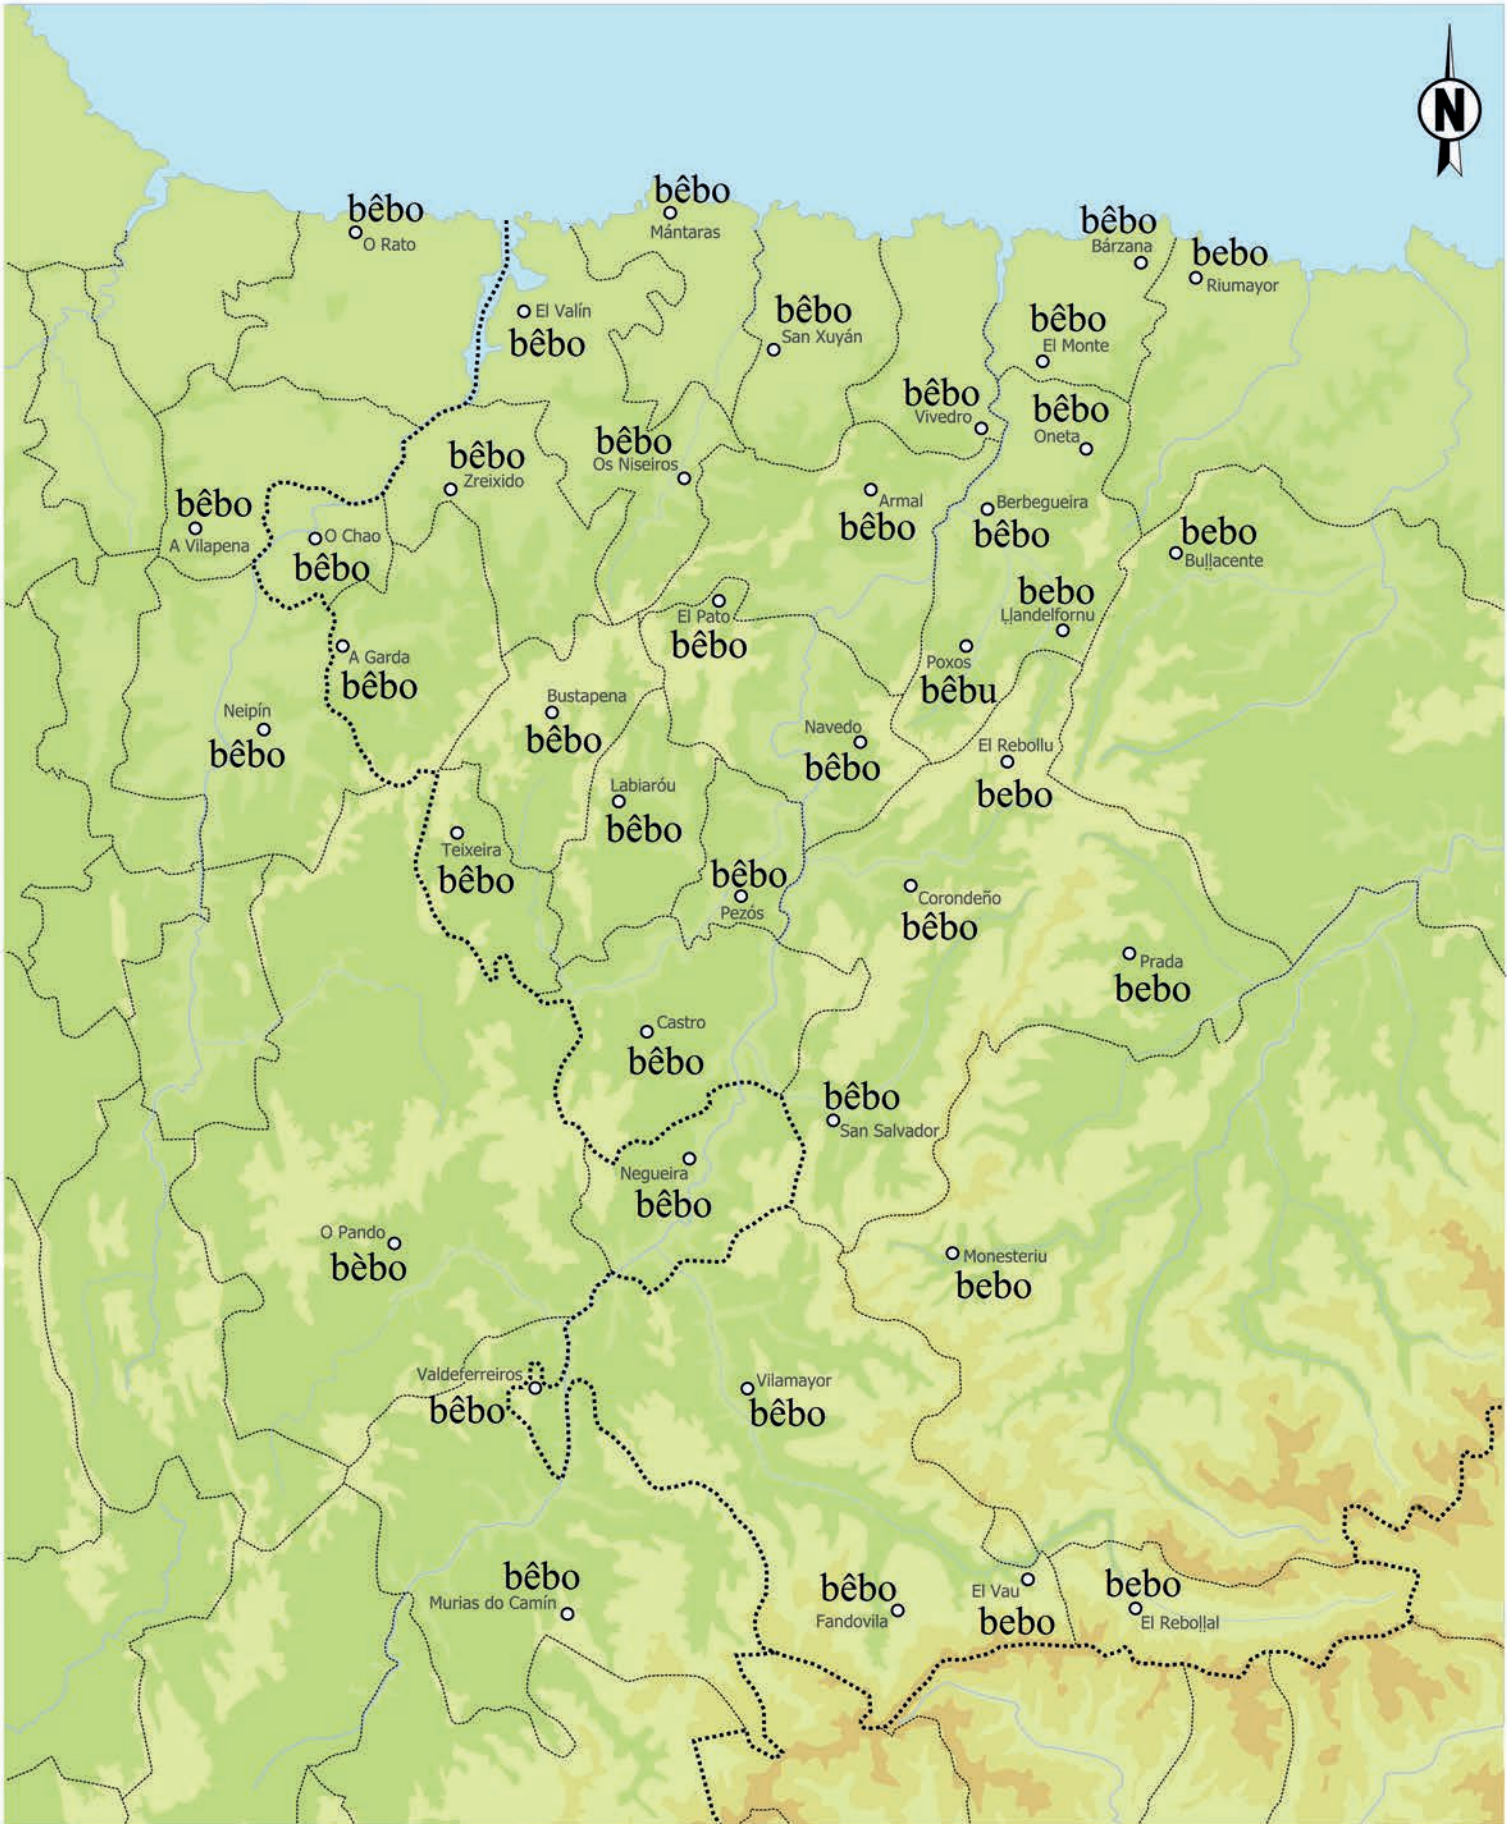 N
bêbo
Mántaras
bêbo
O Rato
bêbo
Bárzana
bebo
Riumayor
El Valín
bêbo
bêbo
San Xuyán
bêbo
El Monte
bêbo
Vivedro
bêbo
Oneta
bêbo
Zreixido
bêbo
Os Niseiros
bêbo
A Vilapena
O Chao
bêbo
Armal
bêbo
Berbegueira
bêbo
bebo
Buḷḷacente
bebo
Ḷḷandelfornu
El Pato
bêbo
A Garda
bêbo
Poxos
bêbu
Neipín
bêbo
Bustapena
bêbo
Navedo
bêbo
El Rebollu
bebo
Labiaróu
bêbo
Teixeira
bêbo
bêbo
Pezós
Corondeño
bêbo
Prada
bebo
Castro
bêbo
bêbo
San Salvador
Negueira
bêbo
O Pando
bèbo
Monesteriu
bebo
Valdeferreiros
bêbo
Vilamayor
bêbo
bêbo
Murias do Camín
bêbo
Fandovila
El Vau
bebo
bebo
El Reboḷḷal